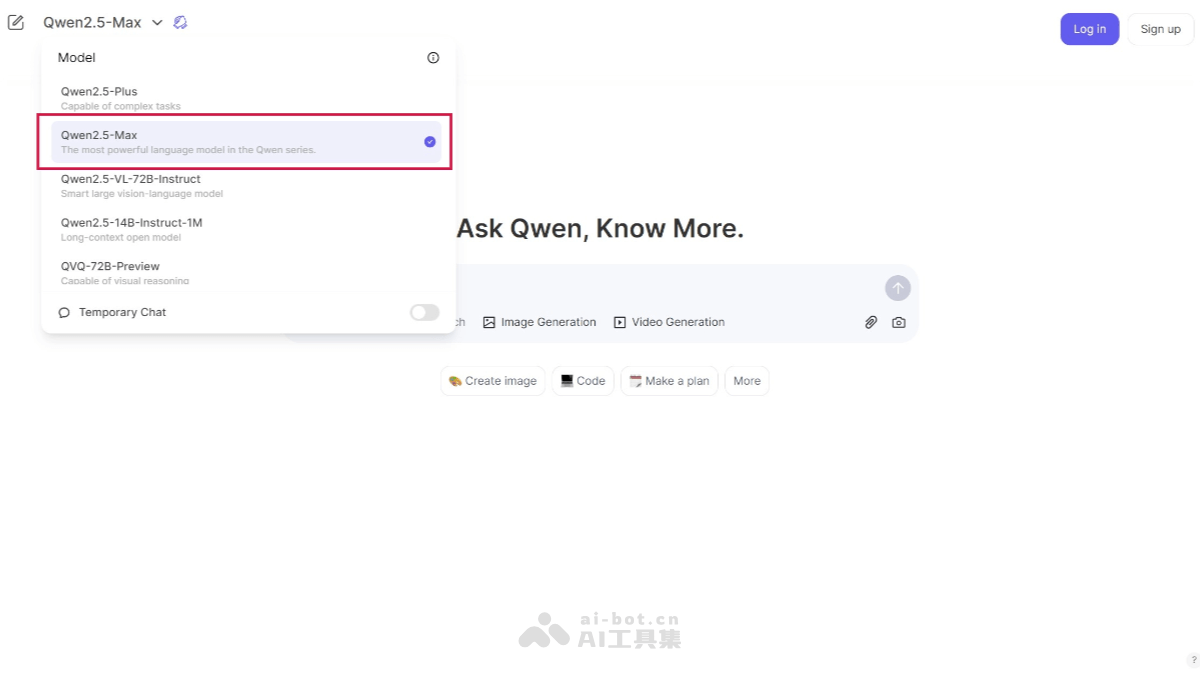 Qwen2.5-Max
Log in
Sign up
Model
Qwen2.5-Plus
Capable of complex tasks
Qwen2.5-Max
The most powerful language model in the Qwen series.
Qwen2.5-VL-72B-Instruct
Smart large vision-language model
Qwen2.5-14B-Instruct-1M
Long-context open model
QVQ-72B-Preview
Capable of visual reasoning
Temporary Chat
Ask Qwen, Know More.
ch
Image Generation
Video Generation
Create image
Code
Make a plan
More
ai-bot.cn
AI工具集
?